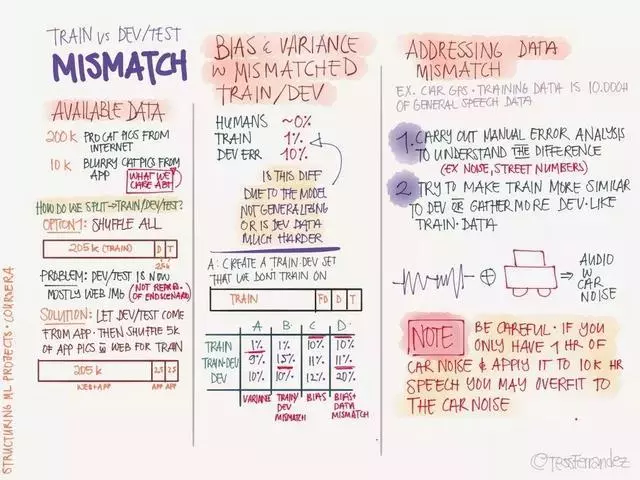 TRAIN vs DEV/TEST
MISMATCH
AVAILABLE DATA
200 k PRO CAT PICS FROM
INTERNET
10 k BLURRY CAT PICS FROM
APP
WHAT WE
CARE ABT
HOW DO WE SPLIT → TRAIN/DEV/TEST?
OPTION 1: SHUFFLE ALL
205 k (TRAIN) D T
PROBLEM: DEV/TEST IS NOW
MOSTLY WEB IMG (NOT REPR.
OF END SCENARIO)
SOLUTION: LET DEV/TEST COME
FROM APP. THEN SHUFFLE 5K
OF APP PICS W WEB FOR TRAIN
205 k 2.5 2.5
WEB + APP APP APP
BIAS & VARIANCE
W MISMATCHED
TRAIN/DEV
HUMANS ~0%
TRAIN 1%
DEV ERR 10%
IS THIS DIFF
DUE TO THE MODEL
NOT GENERALIZING
OR IS DEV DATA
MUCH HARDER
A: CREATE A TRAIN-DEV SET
THAT WE DON'T TRAIN ON
TRAIN TD D T
A B C D
TRAIN 1% 1% 10% 10%
TRAIN-DEV 9% 1.5% 11% 11%
DEV 10% 10% 12% 20%
VARIANCE TRAIN/ BIAS BIAS+
DEV DATA
MISMATCH MISMATCH
ADDRESSING DATA
MISMATCH
EX. CAR GPS • TRAINING DATA IS 10.000H
OF GENERAL SPEECH DATA
1. CARRY OUT MANUAL ERROR ANALYSIS
TO UNDERSTAND THE DIFFERENCE
(EX NOISE, STREET NUMBERS)
2. TRY TO MAKE TRAIN MORE SIMILAR
TO DEV OR GATHER MORE DEV-LIKE
TRAIN-DATA
→ AUDIO
W CAR
NOISE
NOTE BE CAREFUL • IF YOU
ONLY HAVE 1 HR OF
CAR NOISE & APPLY IT TO 10K HR
SPEECH YOU MAY OVERFIT TO
THE CAR NOISE
STRUCTURING ML PROJECTS • COURSERA
@TessFerrandez